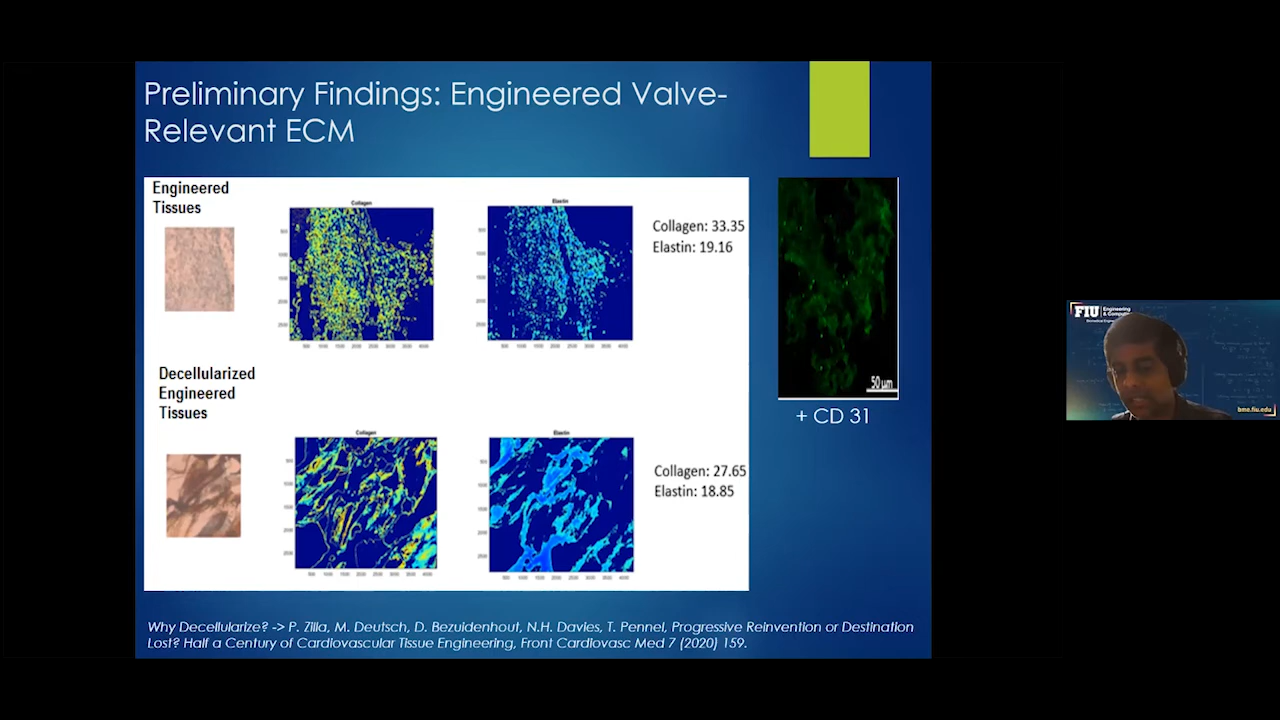 Preliminary Findings: Engineered Valve-
Relevant ECM
Engineered
Tissues
Collagen
Elastin
Collagen: 33.35
Elastin: 19.16
50 µm
+ CD 31
Decellularized
Engineered
Tissues
Collagen
Elastin
Collagen: 27.65
Elastin: 18.85
Why Decellularize? -> P. Zilla, M. Deutsch, D. Bezuidenhout, N.H. Davies, T. Pennel, Progressive Reinvention or Destination
Lost? Half a Century of Cardiovascular Tissue Engineering, Front Cardiovasc Med 7 (2020) 159.
FIU Engineering
& Computing
bme.fiu.edu